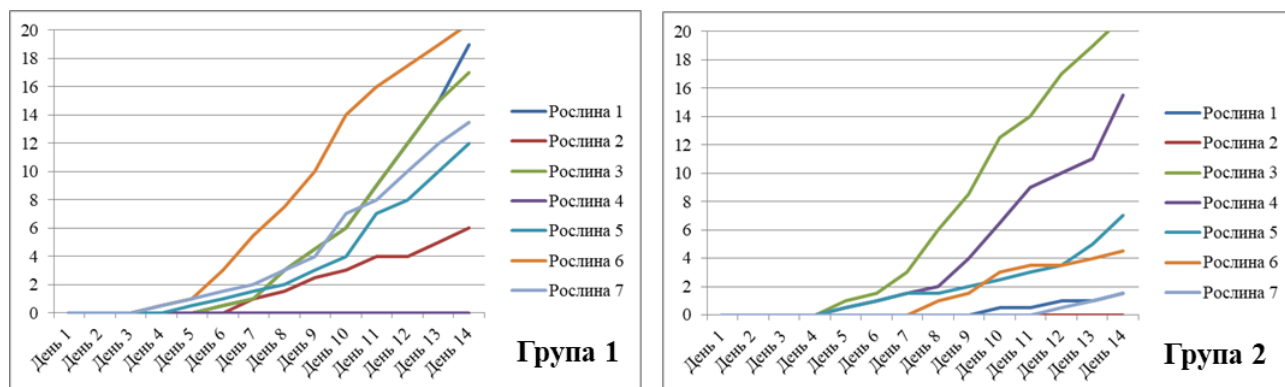 20
18
16
14
12
10
8
6
4
2
0
День 1
День 2
День 3
День 4
День 5
День 6
День 7
День 8
День 9
День 10
День 11
День 12
День 13
День 14
Рослина 1
Рослина 2
Рослина 3
Рослина 4
Рослина 5
Рослина 6
Рослина 7
Група 1
20
18
16
14
12
10
8
6
4
2
0
День 1
День 2
День 3
День 4
День 5
День 6
День 7
День 8
День 9
День 10
День 11
День 12
День 13
День 14
Рослина 1
Рослина 2
Рослина 3
Рослина 4
Рослина 5
Рослина 6
Рослина 7
Група 2